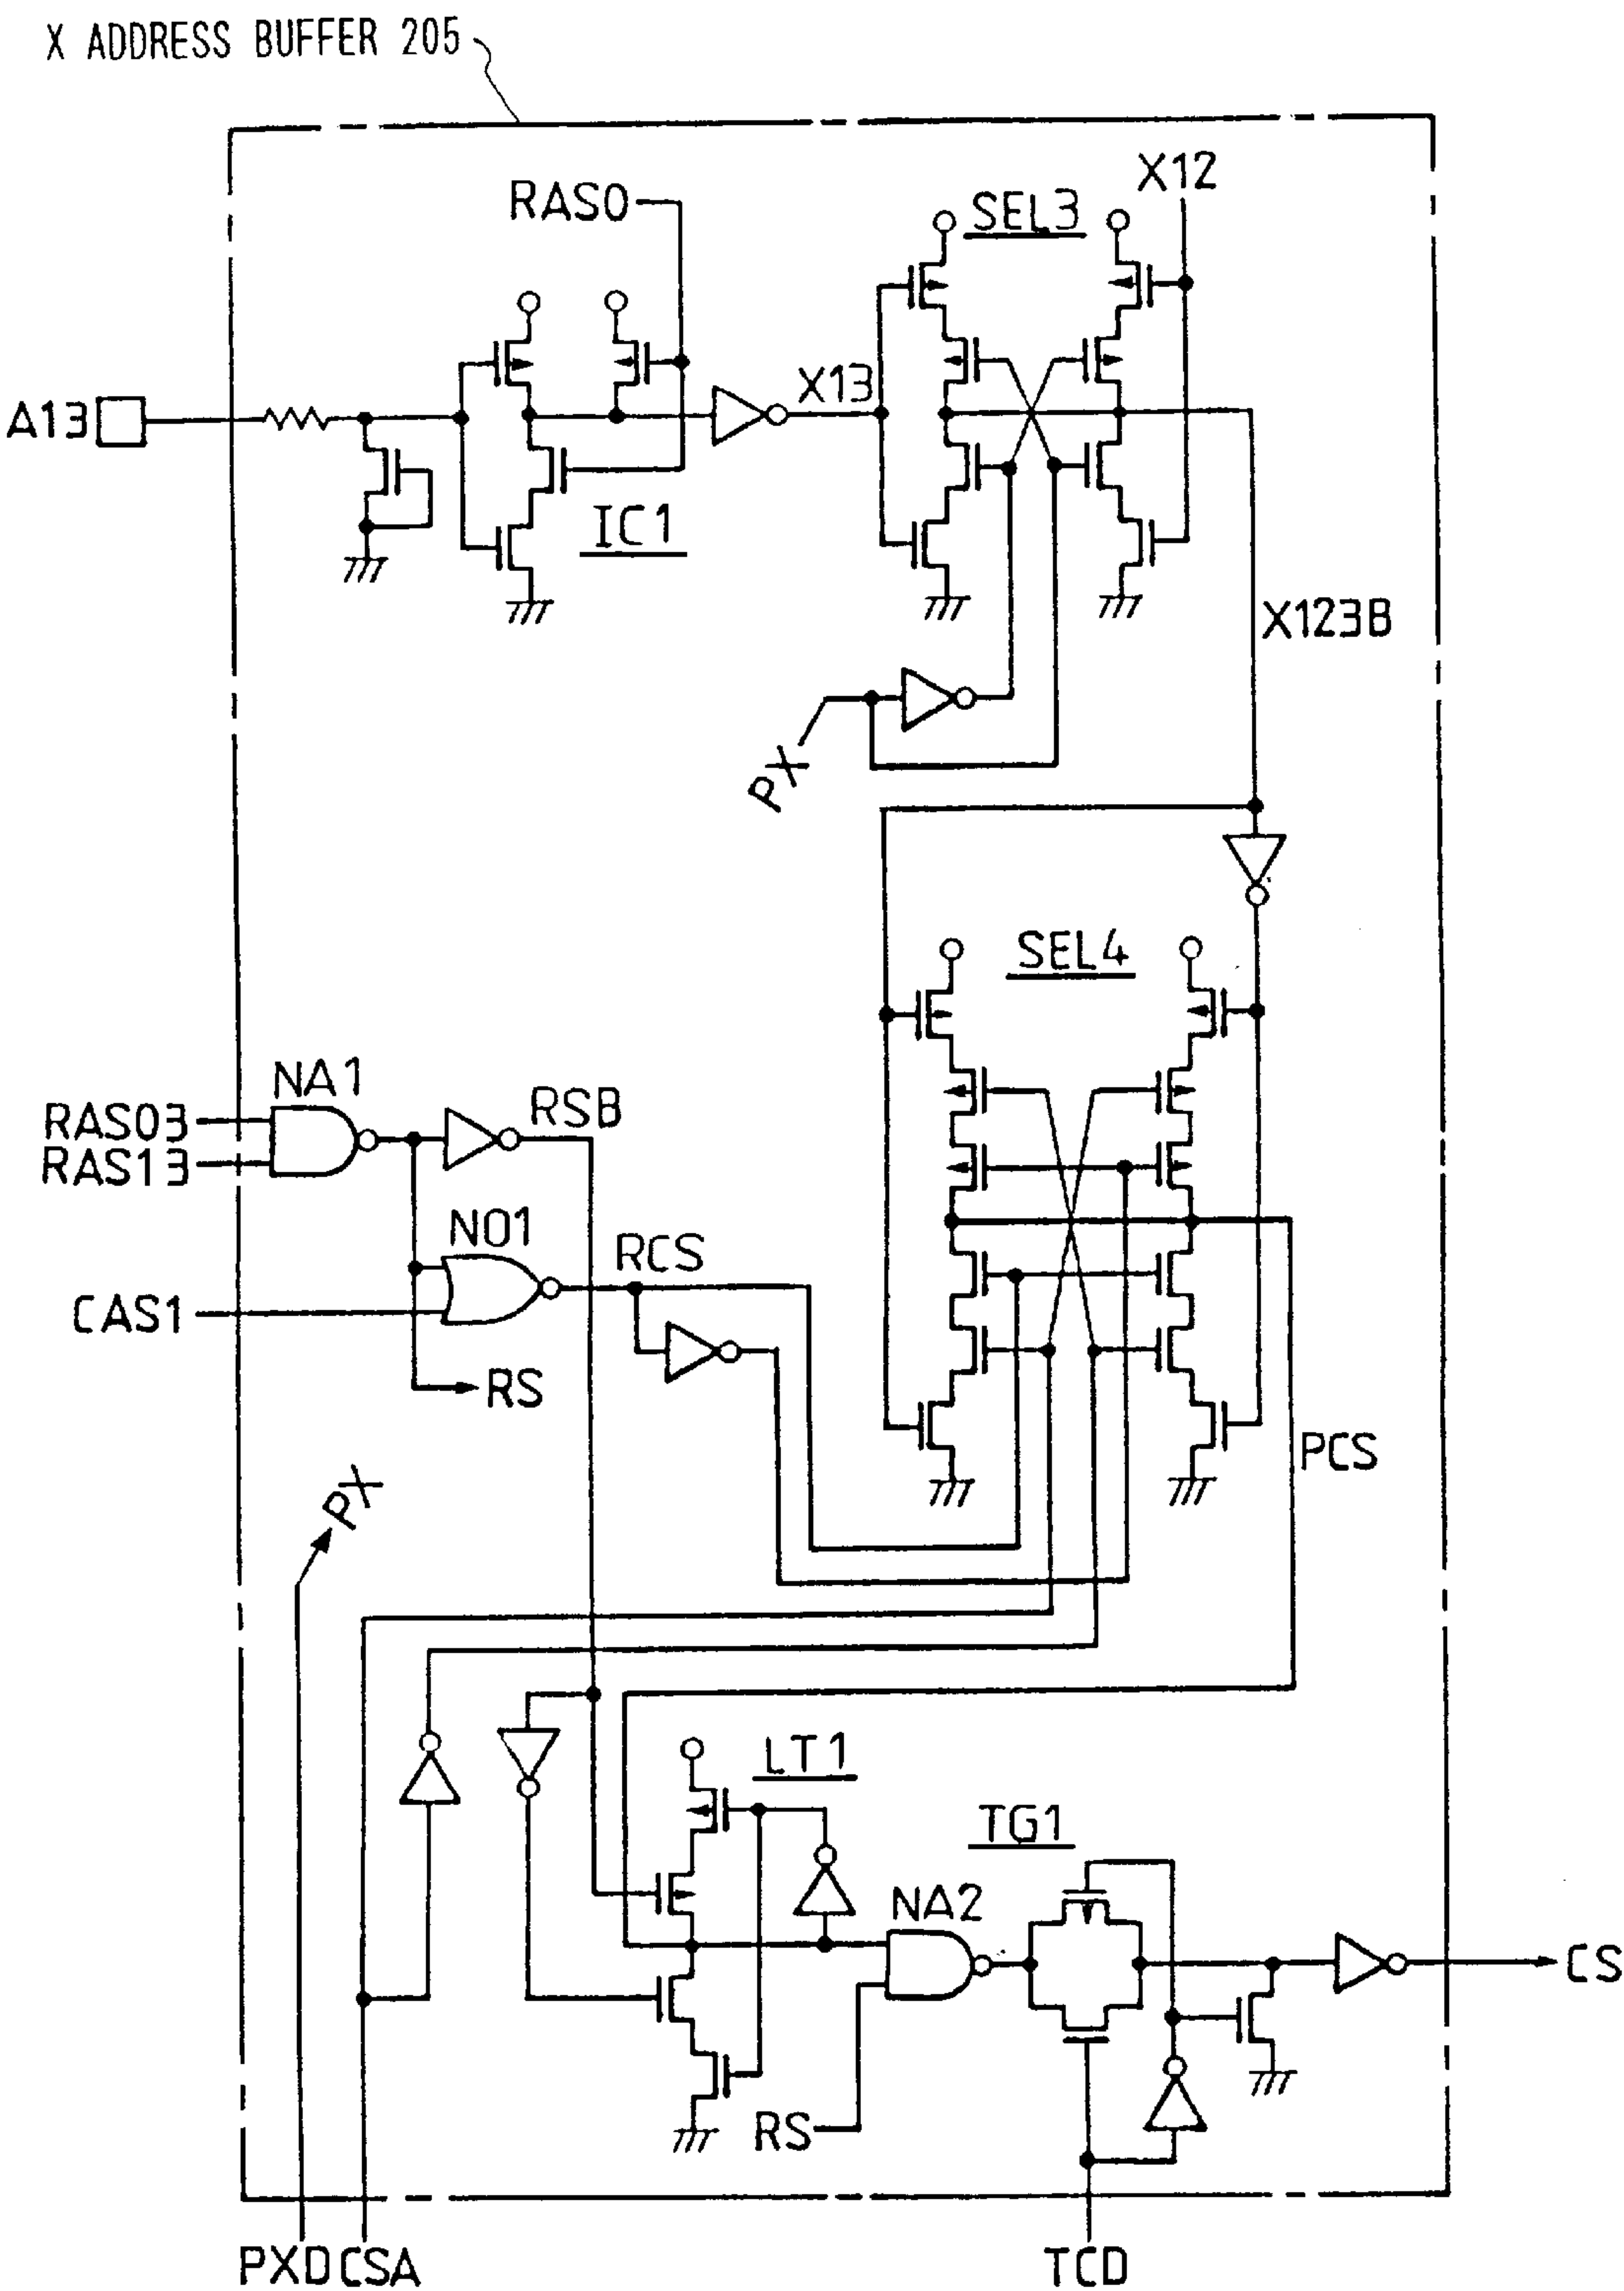 X ADDRESS BUFFER 205
X12
RAS0
SEL3
X13
A13
IC1
X123B
PX
SEL4
NA1
RSB
RAS03
RAS13
NO1
RCS
CAS1
RS
PCS
PX
LT1
TG1
NA2
CS
RS
PXD
CSA
TCD